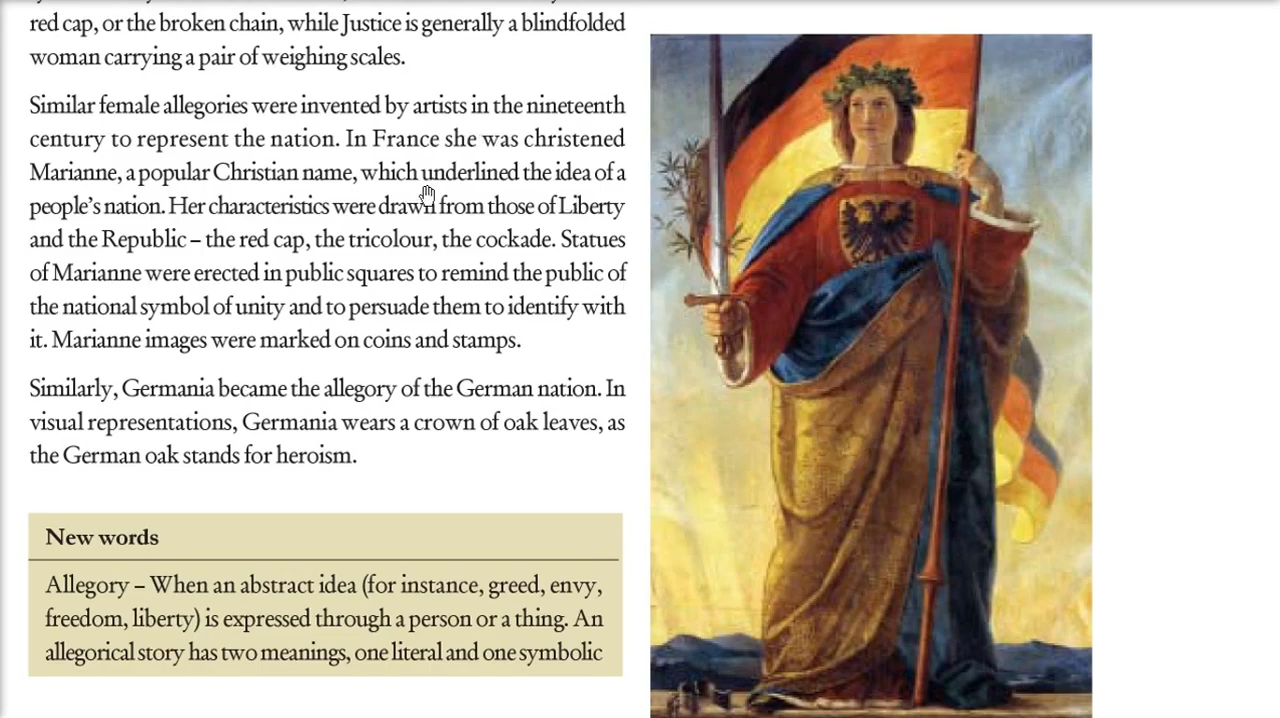 red cap, or the broken chain, while Justice is generally a blindfolded
woman carrying a pair of weighing scales.
Similar female allegories were invented by artists in the nineteenth
century to represent the nation. In France she was christened
Marianne, a popular Christian name, which underlined the idea of a
people's nation. Her characteristics were drawn from those of Liberty
and the Republic – the red cap, the tricolour, the cockade. Statues
of Marianne were erected in public squares to remind the public of
the national symbol of unity and to persuade them to identify with
it. Marianne images were marked on coins and stamps.
Similarly, Germania became the allegory of the German nation. In
visual representations, Germania wears a crown of oak leaves, as
the German oak stands for heroism.
New words
Allegory – When an abstract idea (for instance, greed, envy,
freedom, liberty) is expressed through a person or a thing. An
allegorical story has two meanings, one literal and one symbolic